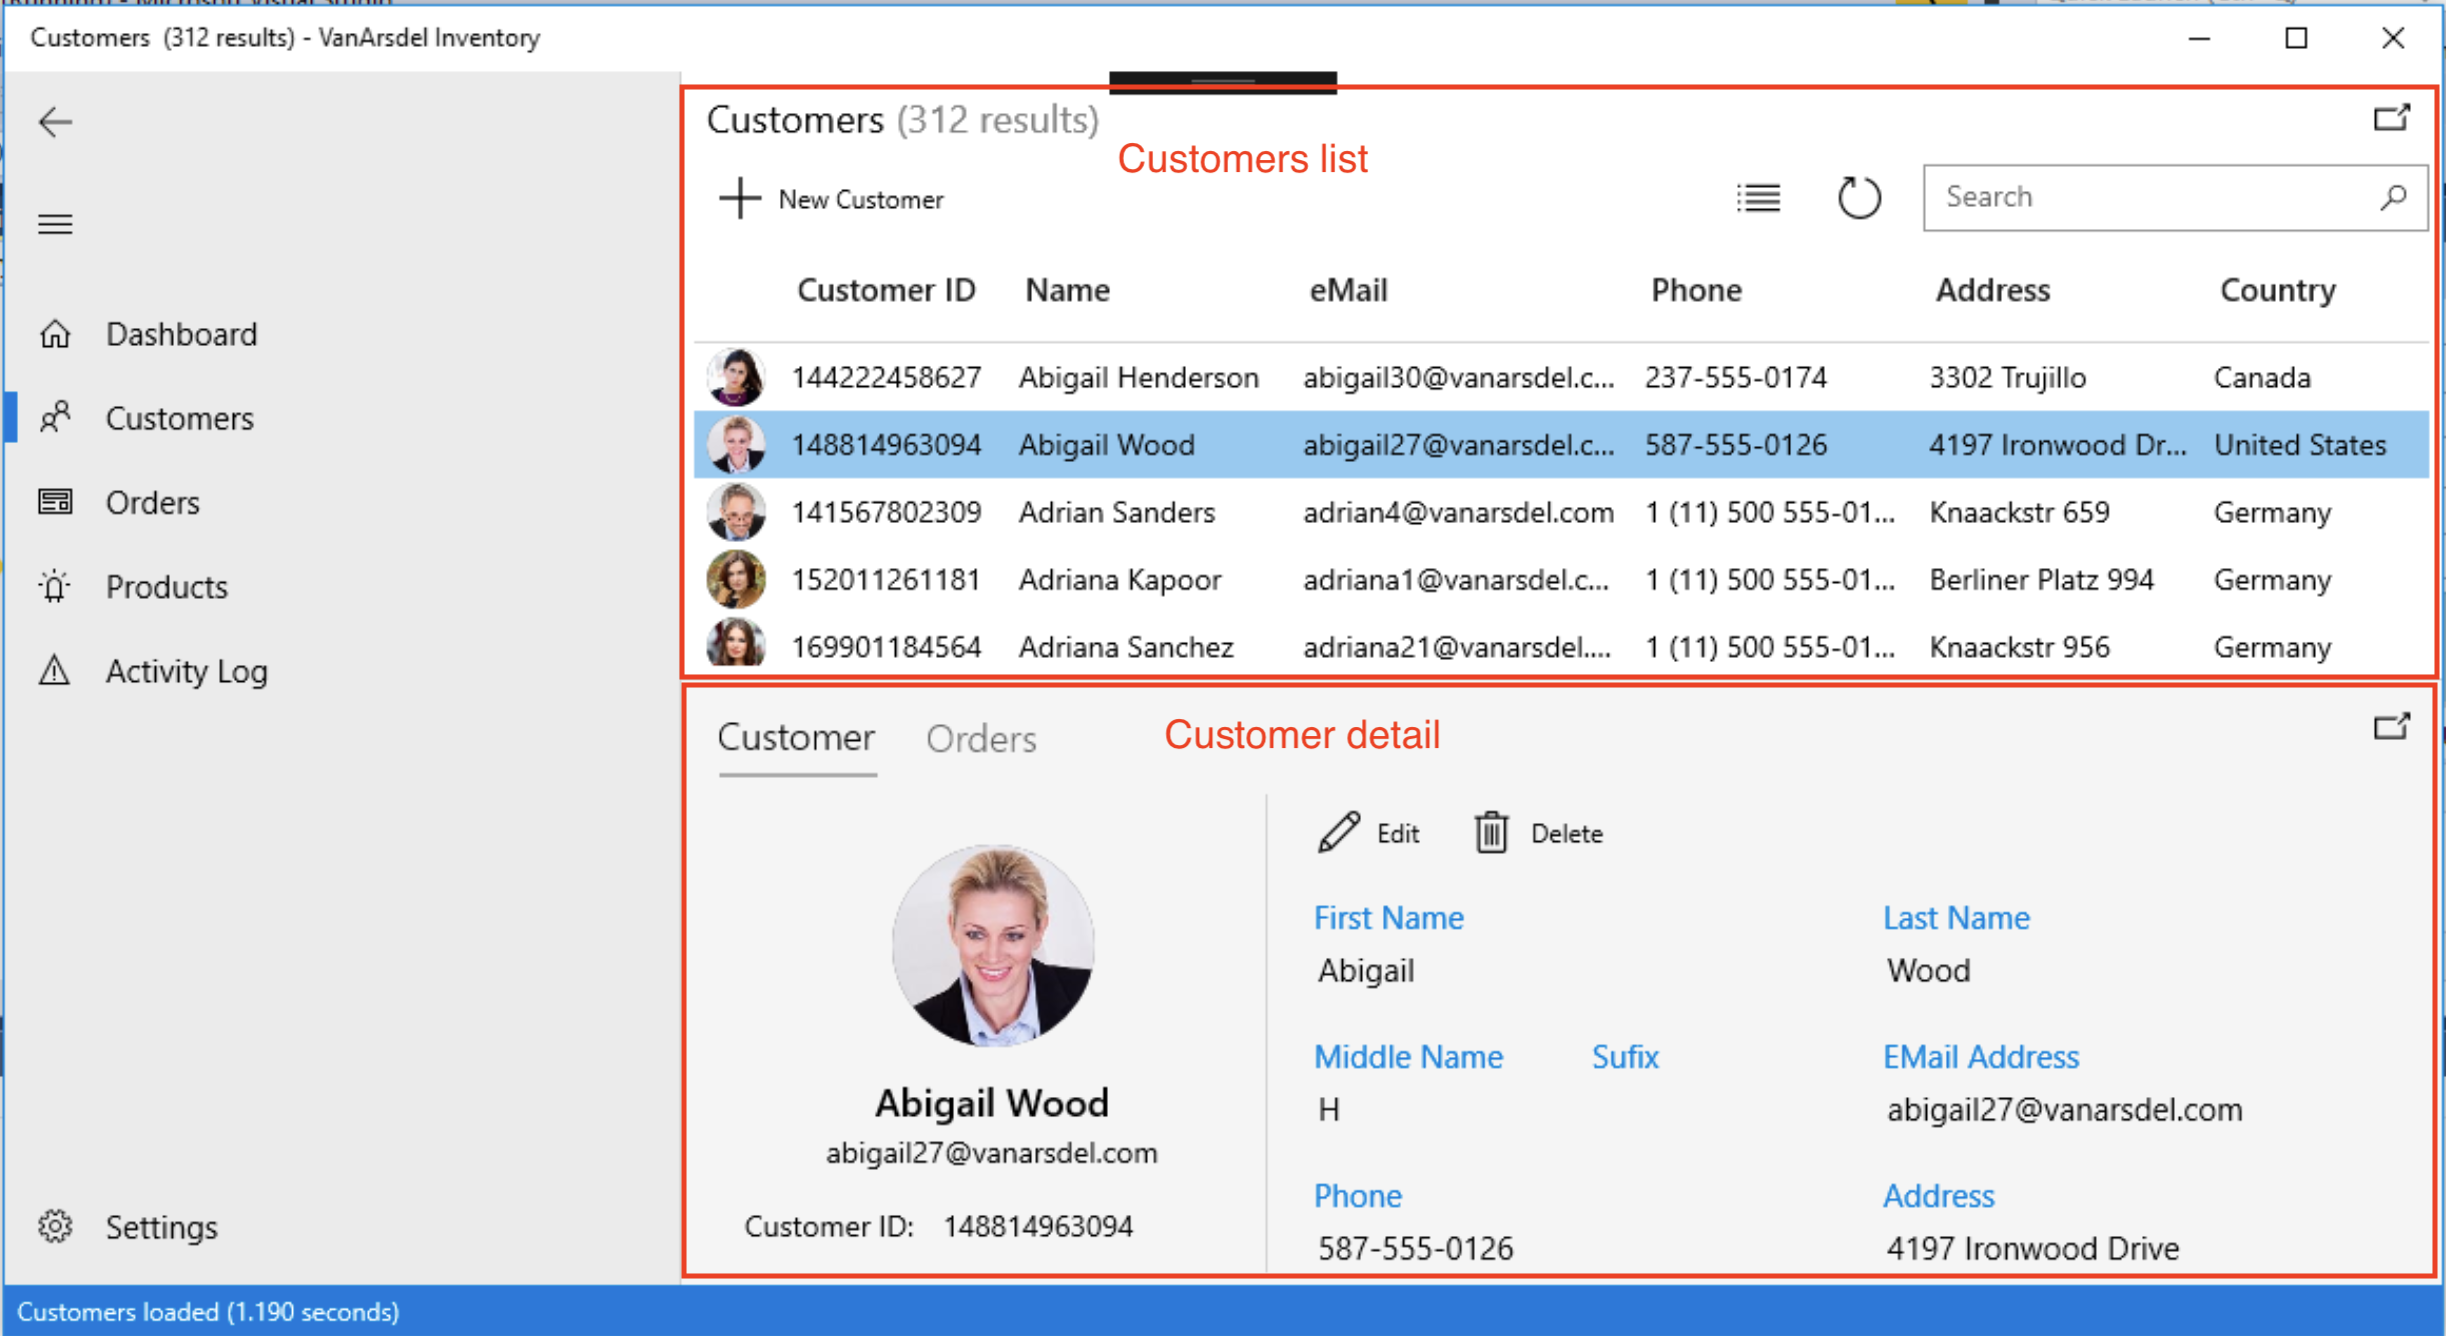 Customers (312 results) - VanArsdel Inventory
Customers (312 results)
Customers list
New Customer
Search
Customer ID Name eMail Phone Address Country
144222458627 Abigail Henderson abigail30@vanarsdel.c... 237-555-0174 3302 Trujillo Canada
148814963094 Abigail Wood abigail27@vanarsdel.c... 587-555-0126 4197 Ironwood Dr... United States
141567802309 Adrian Sanders adrian4@vanarsdel.com 1 (11) 500 555-01... Knaackstr 659 Germany
152011261181 Adriana Kapoor adriana1@vanarsdel.c... 1 (11) 500 555-01... Berliner Platz 994 Germany
169901184564 Adriana Sanchez adriana21@vanarsdel.... 1 (11) 500 555-01... Knaackstr 956 Germany
Dashboard
Customers
Orders
Products
Activity Log
Settings
Customer Orders
Customer detail
Edit Delete
Abigail Wood
abigail27@vanarsdel.com
Customer ID: 148814963094
First Name Last Name
Abigail Wood
Middle Name Sufix EMail Address
H abigail27@vanarsdel.com
Phone Address
587-555-0126 4197 Ironwood Drive
Customers loaded (1.190 seconds)